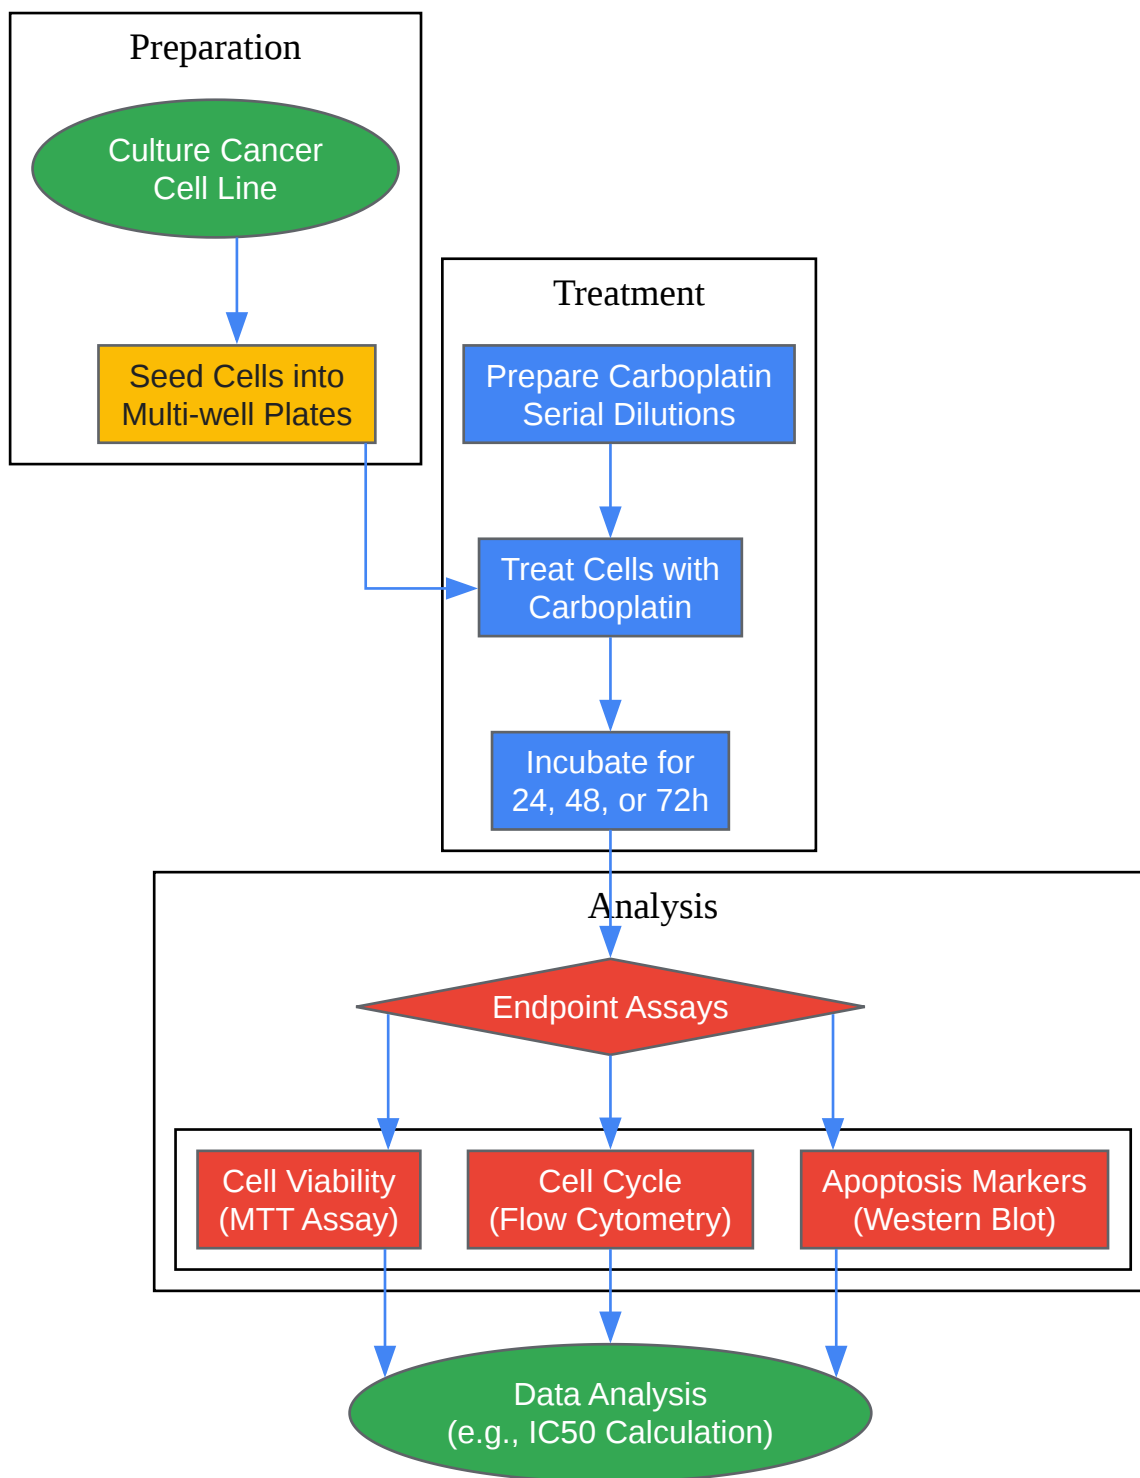 Preparation
Culture Cancer
Cell Line
Seed Cells into
Multi-well Plates
Treatment
Prepare Carboplatin
Serial Dilutions
Treat Cells with
Carboplatin
Incubate for
24, 48, or 72h
Analysis
Endpoint Assays
Cell Viability
(MTT Assay)
Cell Cycle
(Flow Cytometry)
Apoptosis Markers
(Western Blot)
Data Analysis
(e.g., IC50 Calculation)